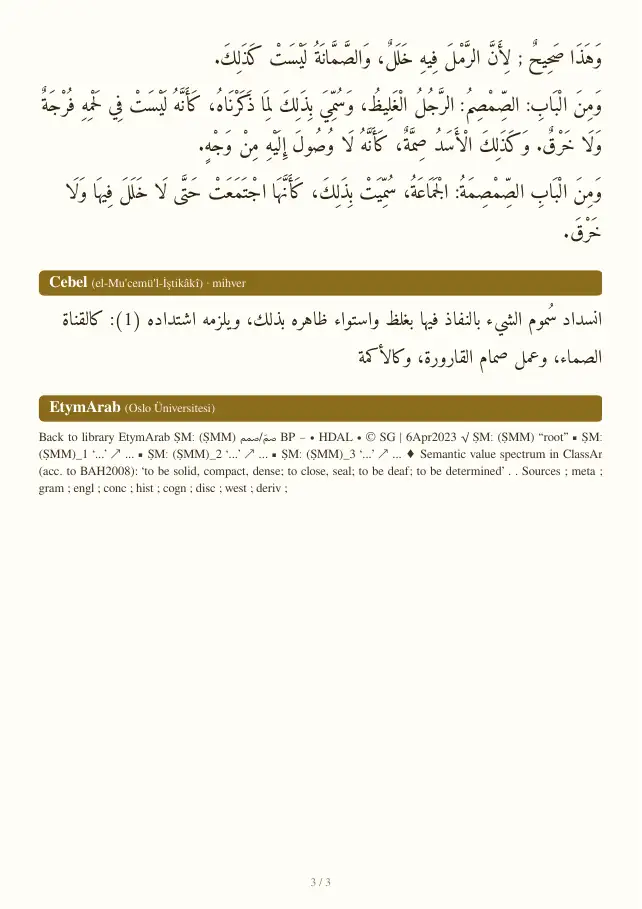 وَهَذَا صَحِيحٌ ; لِأَنَّ الرَّمْلَ فِيهِ خَلَلٌ، وَالصَّمَّانَةُ لَيْسَتْ كَذَلِكَ.
وَمِنَ الْبَابِ: الصِّمْصِمُ: الرَّجُلُ الْغَلِيظُ، وَسُمِّيَ بِذَلِكَ لِمَا ذَكَرْنَاهُ، كَأَنَّهُ لَيْسَتْ فِي لَحْمِهِ فُرْجَةٌ
وَلَا خَرْقٌ. وَكَذَلِكَ الْأَسَدُ صِمَّةٌ، كَأَنَّهُ لَا وُصُولَ إِلَيْهِ مِنْ وَجْهٍ.
وَمِنَ الْبَابِ الصِّمْصِمَةُ: الْجَمَاعَةُ، سُمِّيَتْ بِذَلِكَ، كَأَنَّهَا اجْتَمَعَتْ حَتَّى لَا خَلَلَ فِيهَا وَلَا
خَرْقَ.
Cebel (el-Mu'cemü'l-İştikâkî) · mihver
انسداد سُموم الشيء بالنفاذ فيها بغلظ واستواء ظاهره بذلك، ويلزمه اشتداده (1): كالقناة
الصماء، وعمل صمام القارورة، وكالأكمة
EtymArab (Oslo Üniversitesi)
Back to library EtymArab ṢM: (ṢMM) صمّ/صمم BP – • HDAL • © SG | 6Apr2023 √ ṢM: (ṢMM) “root” ▪ ṢM:
(ṢMM)_1 ‘...’ ↗ ... ▪ ṢM: (ṢMM)_2 ‘...’ ↗ ... ▪ ṢM: (ṢMM)_3 ‘...’ ↗ ... ♦ Semantic value spectrum in ClassAr
(acc. to BAH2008): ‘to be solid, compact, dense; to close, seal; to be deaf; to be determined’ . . Sources ; meta ;
gram ; engl ; conc ; hist ; cogn ; disc ; west ; deriv ;
3 / 3